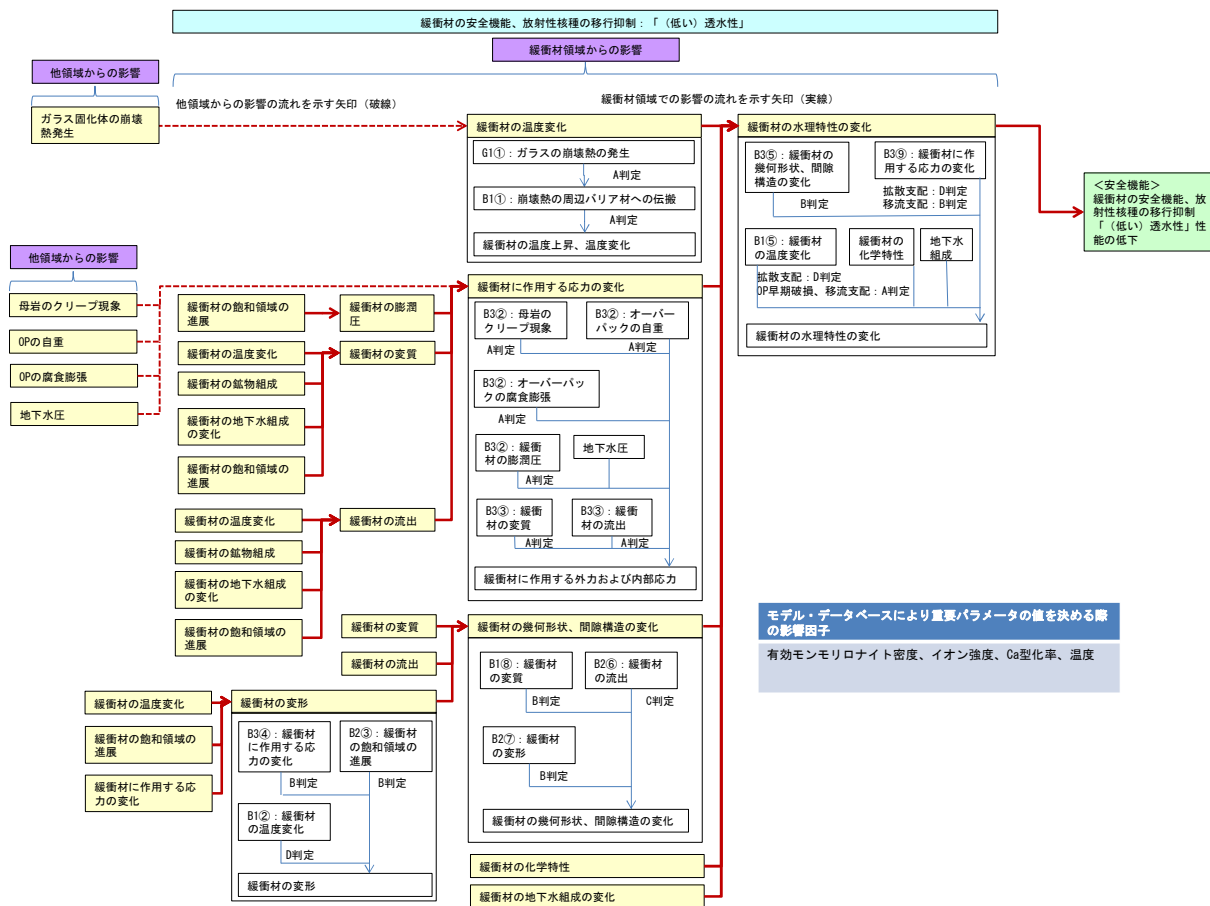 緩衝材の安全機能、放射性核種の移行抑制：「（低い）透水性」
緩衝材領域からの影響
他領域からの影響
他領域からの影響の流れを示す矢印（破線）
緩衝材領域での影響の流れを示す矢印（実線）
ガラス固化体の崩壊
熱発生
緩衝材の温度変化
G1①：ガラスの崩壊熱の発生
A判定
B1①：崩壊熱の周辺バリア材への伝搬
A判定
緩衝材の温度上昇、温度変化
緩衝材の水理特性の変化
B3⑤：緩衝材の
幾何形状、間隙
構造の変化
B判定
B3⑨：緩衝材に作
用する応力の変化
拡散支配：D判定
移流支配：B判定
B1⑤：緩衝材
の温度変化
緩衝材の
化学特性
地下水
組成
拡散支配：D判定
OP早期破損、移流支配：A判定
緩衝材の水理特性の変化
＜安全機能＞
緩衝材の安全機能、放
射性核種の移行抑制
「（低い）透水性」性
能の低下
他領域からの影響
母岩のクリープ現象
OPの自重
OPの腐食膨張
地下水圧
緩衝材の飽和領域の
進展
緩衝材の膨潤
圧
緩衝材の温度変化
緩衝材の変質
緩衝材の鉱物組成
緩衝材の地下水組成
の変化
緩衝材の飽和領域の
進展
緩衝材の温度変化
緩衝材の流出
緩衝材の鉱物組成
緩衝材の地下水組成の
変化
緩衝材の飽和領域の
進展
緩衝材に作用する応力の変化
B3②：母岩の
クリープ現象
A判定
B3②：オーバー
パックの自重
A判定
B3②：オーバーパッ
クの腐食膨張
A判定
B3②：緩衝
材の膨潤圧
地下水圧
A判定
B3③：緩衝
材の変質
B3③：緩衝
材の流出
A判定
A判定
緩衝材に作用する外力および内部応力
緩衝材の変質
緩衝材の流出
緩衝材の幾何形状、間隙構造の変化
B1⑧：緩衝材
の変質
B判定
B2⑥：緩衝材
の流出
C判定
B2⑦：緩衝材
の変形
B判定
緩衝材の幾何形状、間隙構造の変化
モデル・データベースにより重要パラメータの値を決める際
の影響因子
有効モンモリロナイト密度、イオン強度、Ca型化率、温度
緩衝材の温度変化
緩衝材の飽和領域の
進展
緩衝材に作用する応
力の変化
緩衝材の変形
B3④：緩衝材
に作用する応
力の変化
B判定
B2③：緩衝材
の飽和領域の
進展
B判定
B1②：緩衝材
の温度変化
D判定
緩衝材の変形
緩衝材の化学特性
緩衝材の地下水組成の変化